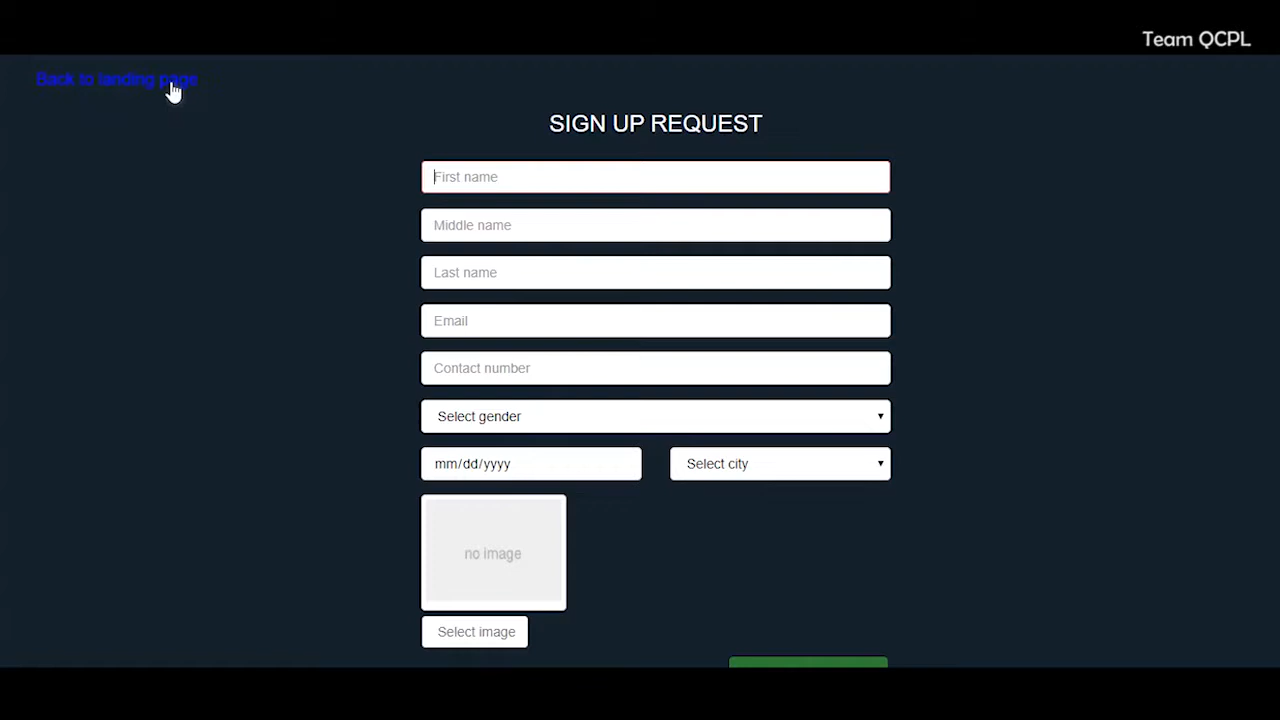 Team QCPL
Back to landing page
SIGN UP REQUEST
First name
Middle name
Last name
Email
Contact number
Select gender
mm/dd/yyyy
Select city
no image
Select image